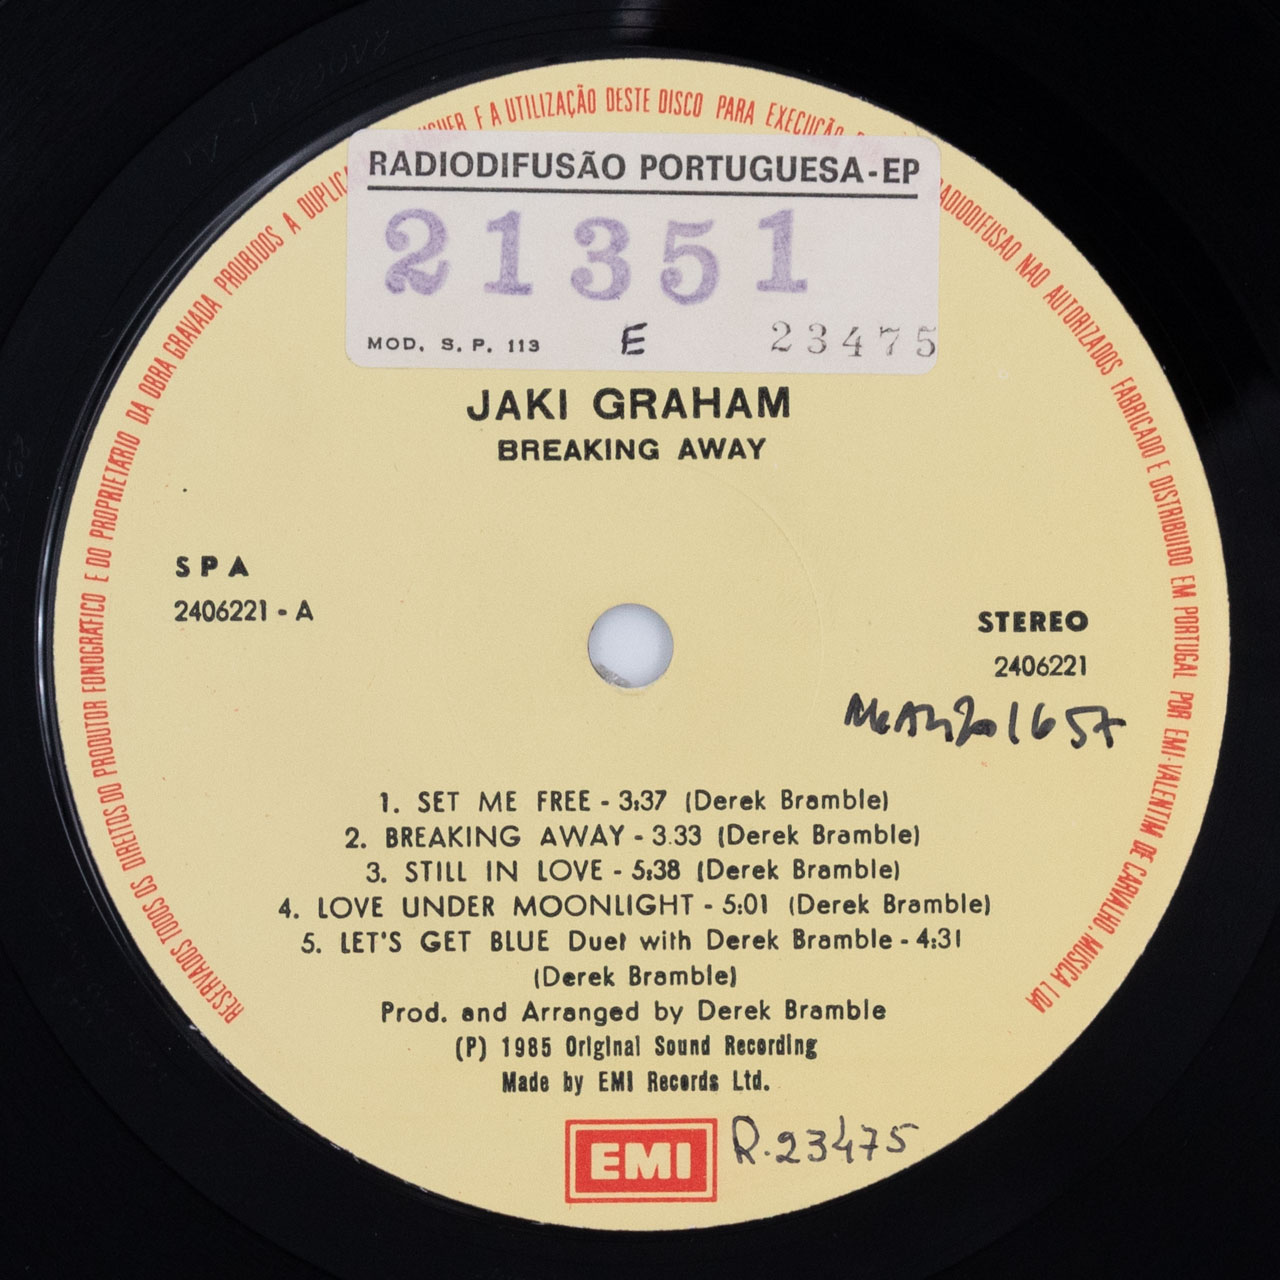 RESERVADOS TODOS OS DIREITOS DO PRODUTOR FONOGRAFICO E DO PROPRIETARIO DA OBRA GRAVADA PROIBIDOS A E A UTILIZAÇÃO DESTE DISCO PARA EXECUÇÃO RADIODIFUSAO NAO AUTORIZADOS FABRICADO E DISTRIBUIDO EM PORTUGAL POR EMI-VALENTIM DE CARVALHO, MUSICA LDA
RADIODIFUSÃO PORTUGUESA-EP
21351
MOD. S. P. 113 E 23475
JAKI GRAHAM
BREAKING AWAY
SPA
2406221 - A
STEREO
2406221
1. SET ME FREE - 3:37 (Derek Bramble)
2. BREAKING AWAY - 3.33 (Derek Bramble)
3. STILL IN LOVE - 5:38 (Derek Bramble)
4. LOVE UNDER MOONLIGHT - 5:01 (Derek Bramble)
5. LET'S GET BLUE Duet with Derek Bramble - 4:31
(Derek Bramble)
Prod. and Arranged by Derek Bramble
(P) 1985 Original Sound Recording
Made by EMI Records Ltd.
EMI R.23475